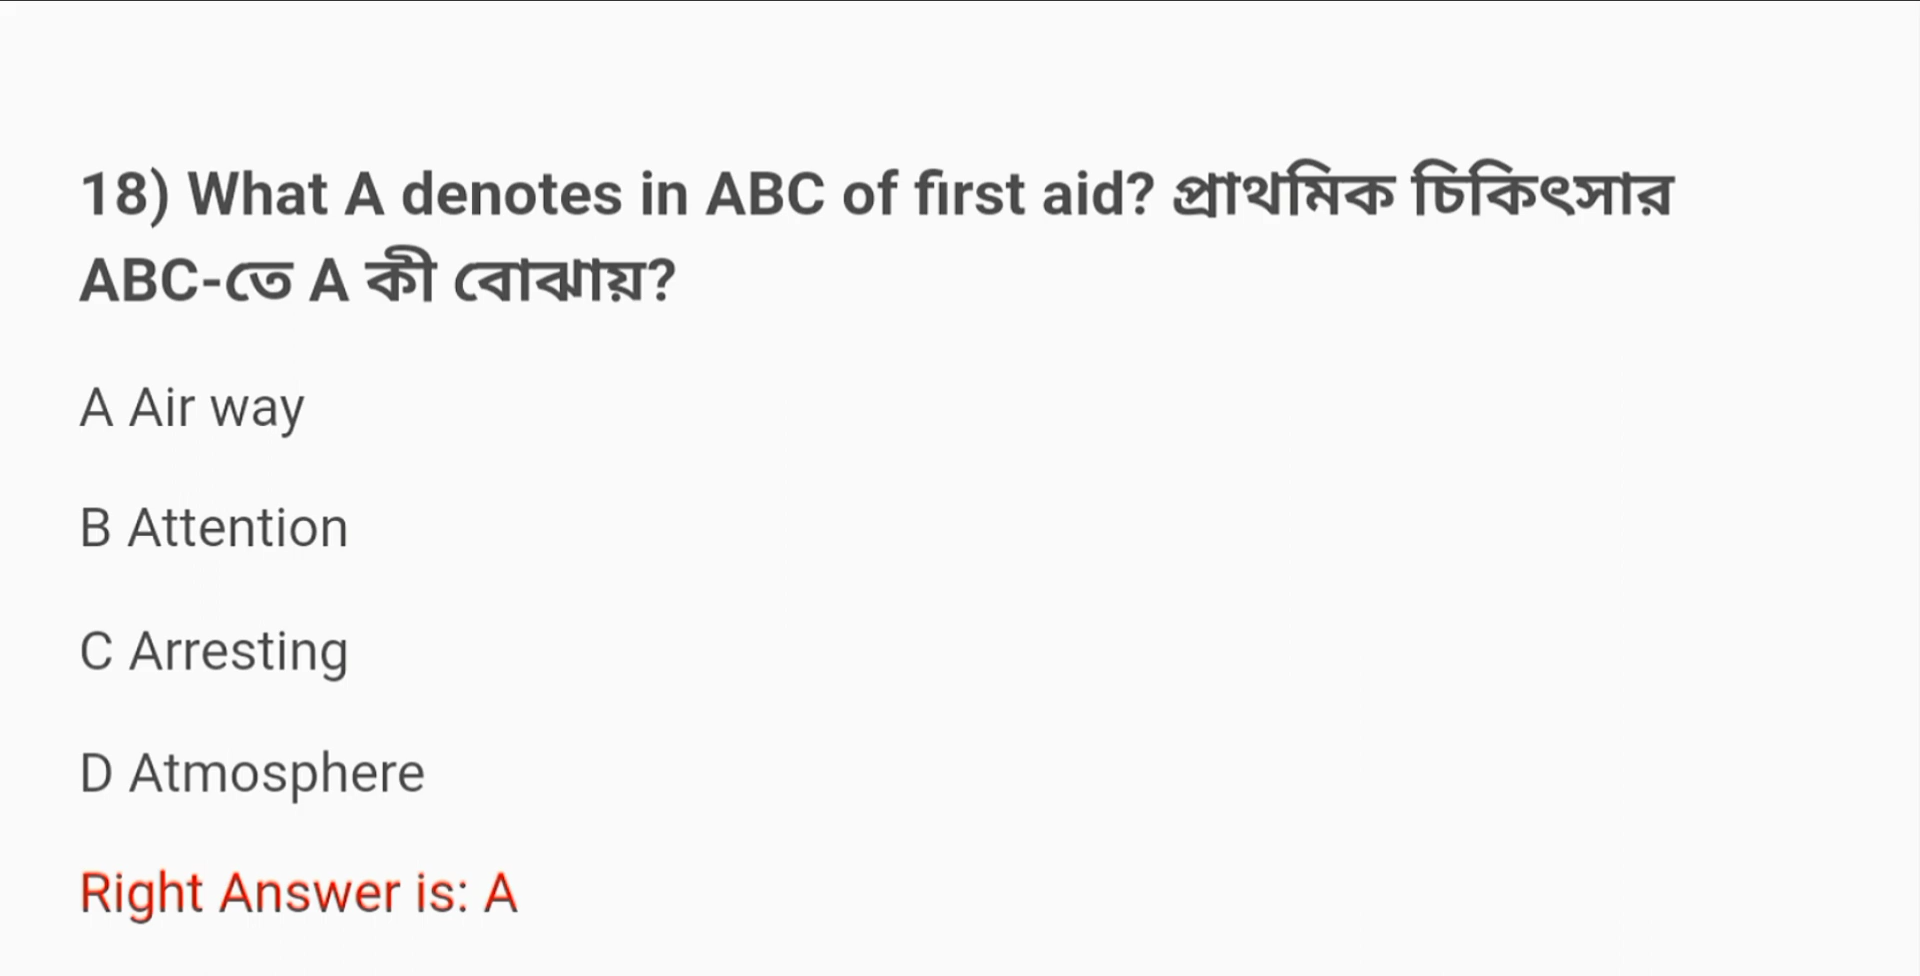 18) What A denotes in ABC of first aid? প্রাথমিক চিকিৎসার
ABC-তে A কী বোঝায়?
A Air way
B Attention
C Arresting
D Atmosphere
Right Answer is: A